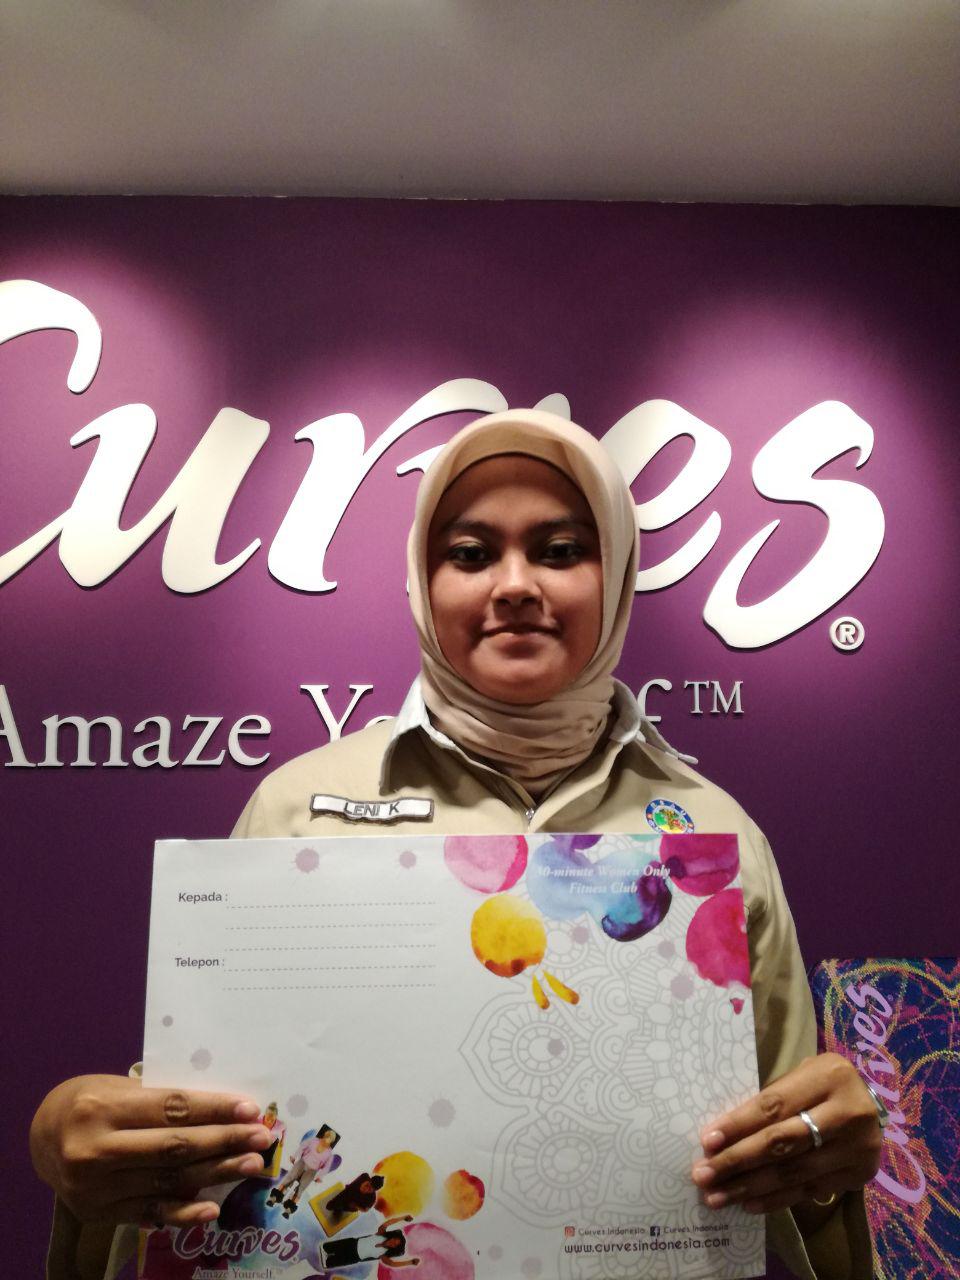 Curves®
Amaze Yourself™
LENI K
Kepada :
Telepon :
30-minute Women Only
Fitness Club
Curves
Curves
Amaze Yourself.
Curves.Indonesia Curves Indonesia
www.curvesindonesia.com